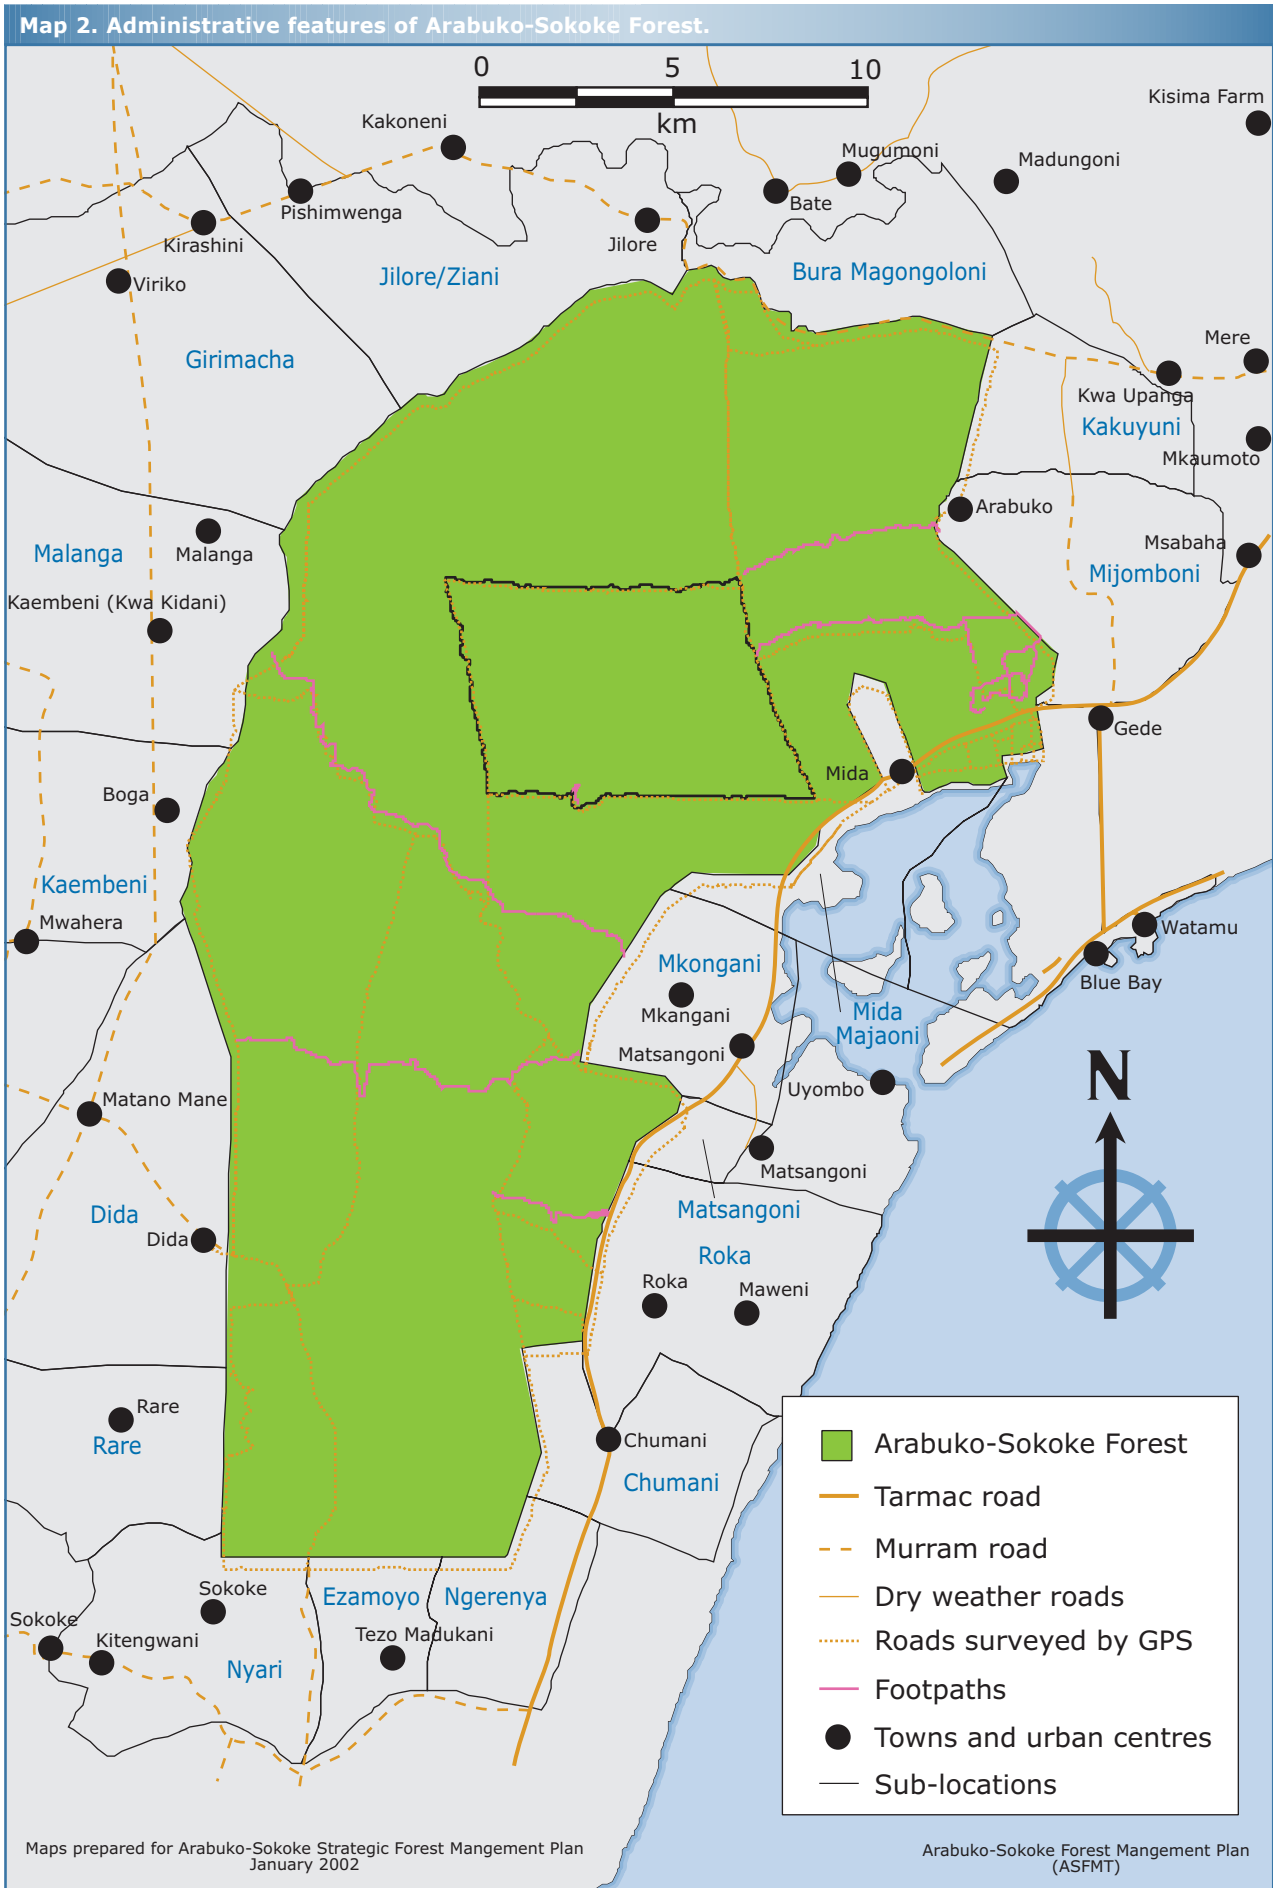 Map 2. Administrative features of Arabuko-Sokoke Forest.
0 5 10
km
Kisima Farm
Kakoneni
Mugumoni
Madungoni
Pishimwenga
Bate
Kirashini
Jilore
Viriko
Jilore/Ziani
Bura Magongoloni
Girimacha
Mere
Kwa Upanga
Kakuyuni
Mkaumoto
Arabuko
Malanga
Malanga
Msabaha
Mijomboni
Kaembeni (Kwa Kidani)
Gede
Mida
Boga
Kaembeni
Mwahera
Watamu
Mkongani
Blue Bay
Mkangani
Mida
Majaoni
Matsangoni
Uyombo
N
Matano Mane
Matsangoni
Dida
Matsangoni
Dida
Roka
Roka
Maweni
Rare
Rare
Chumani
Chumani
Arabuko-Sokoke Forest
Tarmac road
Murram road
Dry weather roads
Roads surveyed by GPS
Footpaths
Towns and urban centres
Sub-locations
Sokoke
Ezamoyo
Ngerenya
Sokoke
Kitengwani
Tezo Madukani
Nyari
Maps prepared for Arabuko-Sokoke Strategic Forest Mangement Plan
January 2002
Arabuko-Sokoke Forest Mangement Plan
(ASFMT)